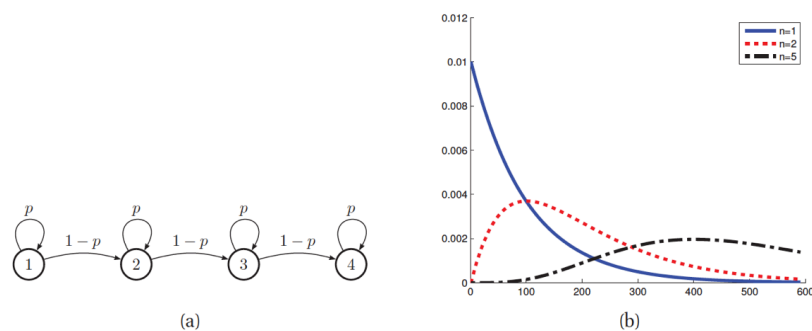 p p p p
1 − p 1 − p 1 − p
1 2 3 4
(a)
0.012
0.01
0.008
0.006
0.004
0.002
0
0 100 200 300 400 500 600
n=1
n=2
n=5
(b)